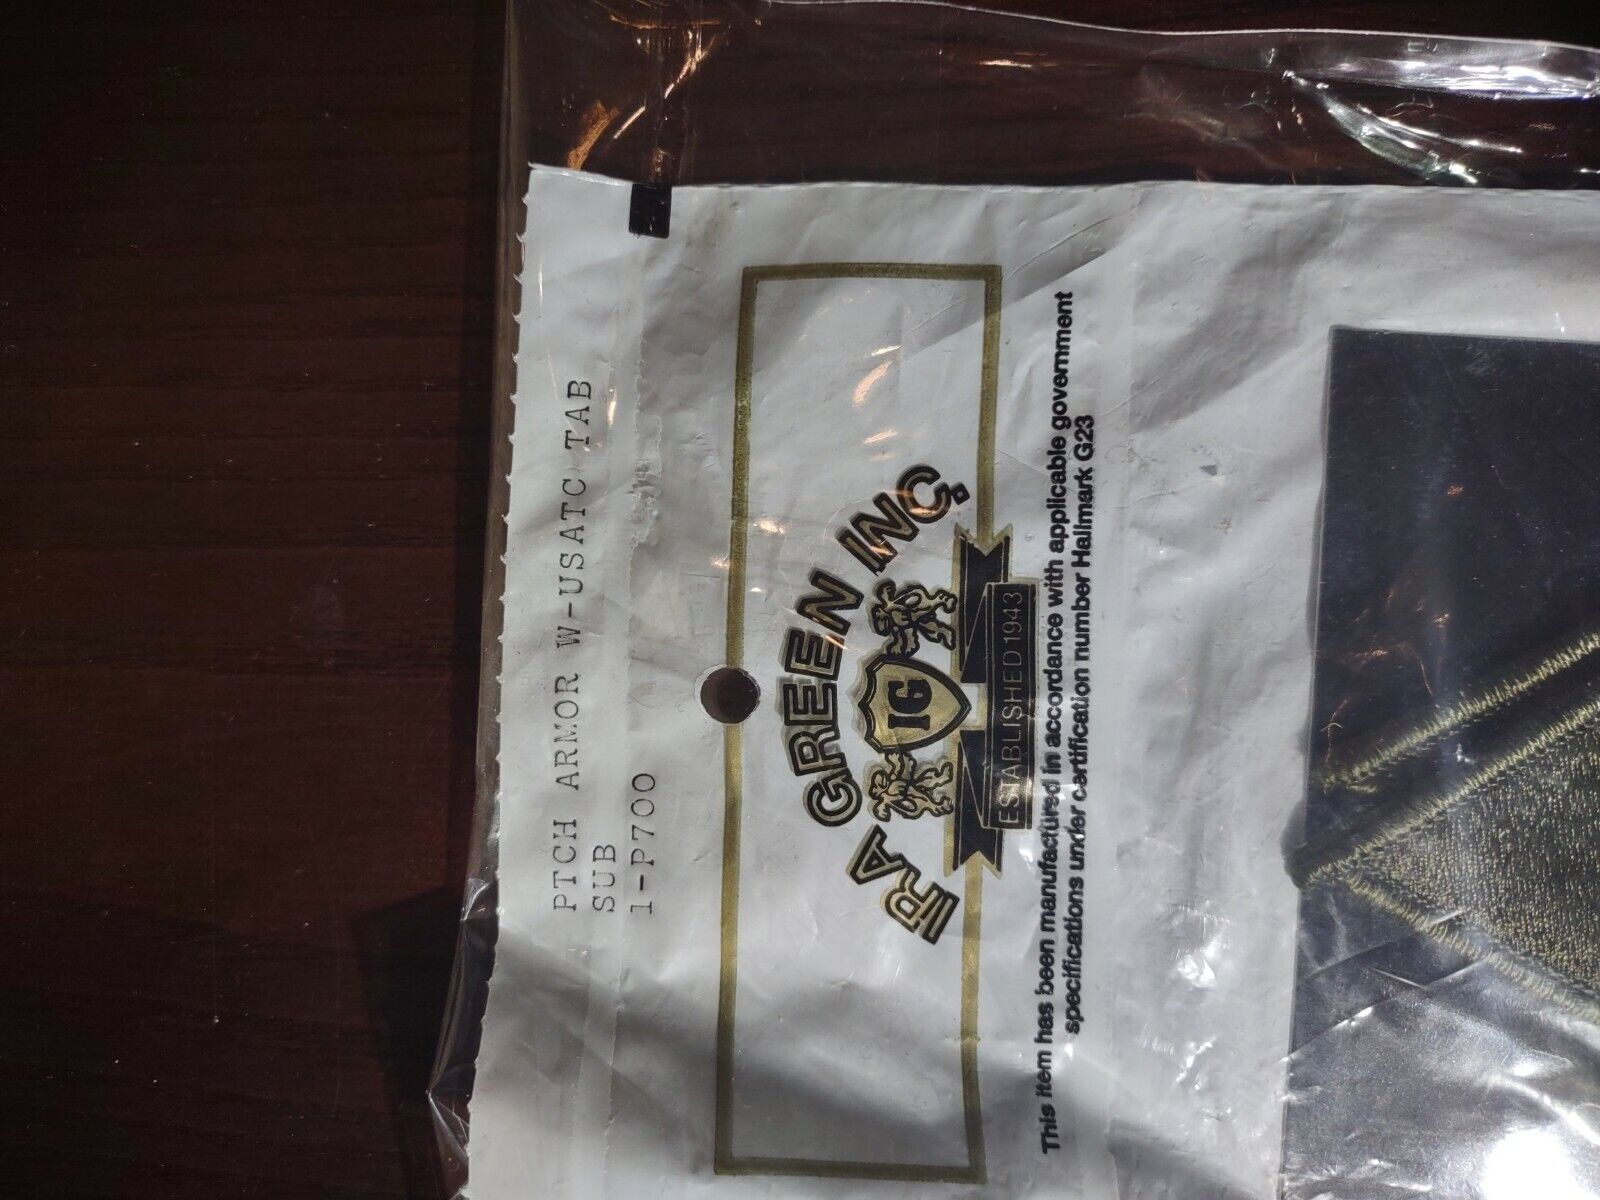 PTCH ARMOR W-USATC TAB
SUB
1-P700
IRA GREEN INC.
IG
ESTABLISHED 1943
This item has been manufactured in accordance with applicable government
specifications under certification number Hallmark G23